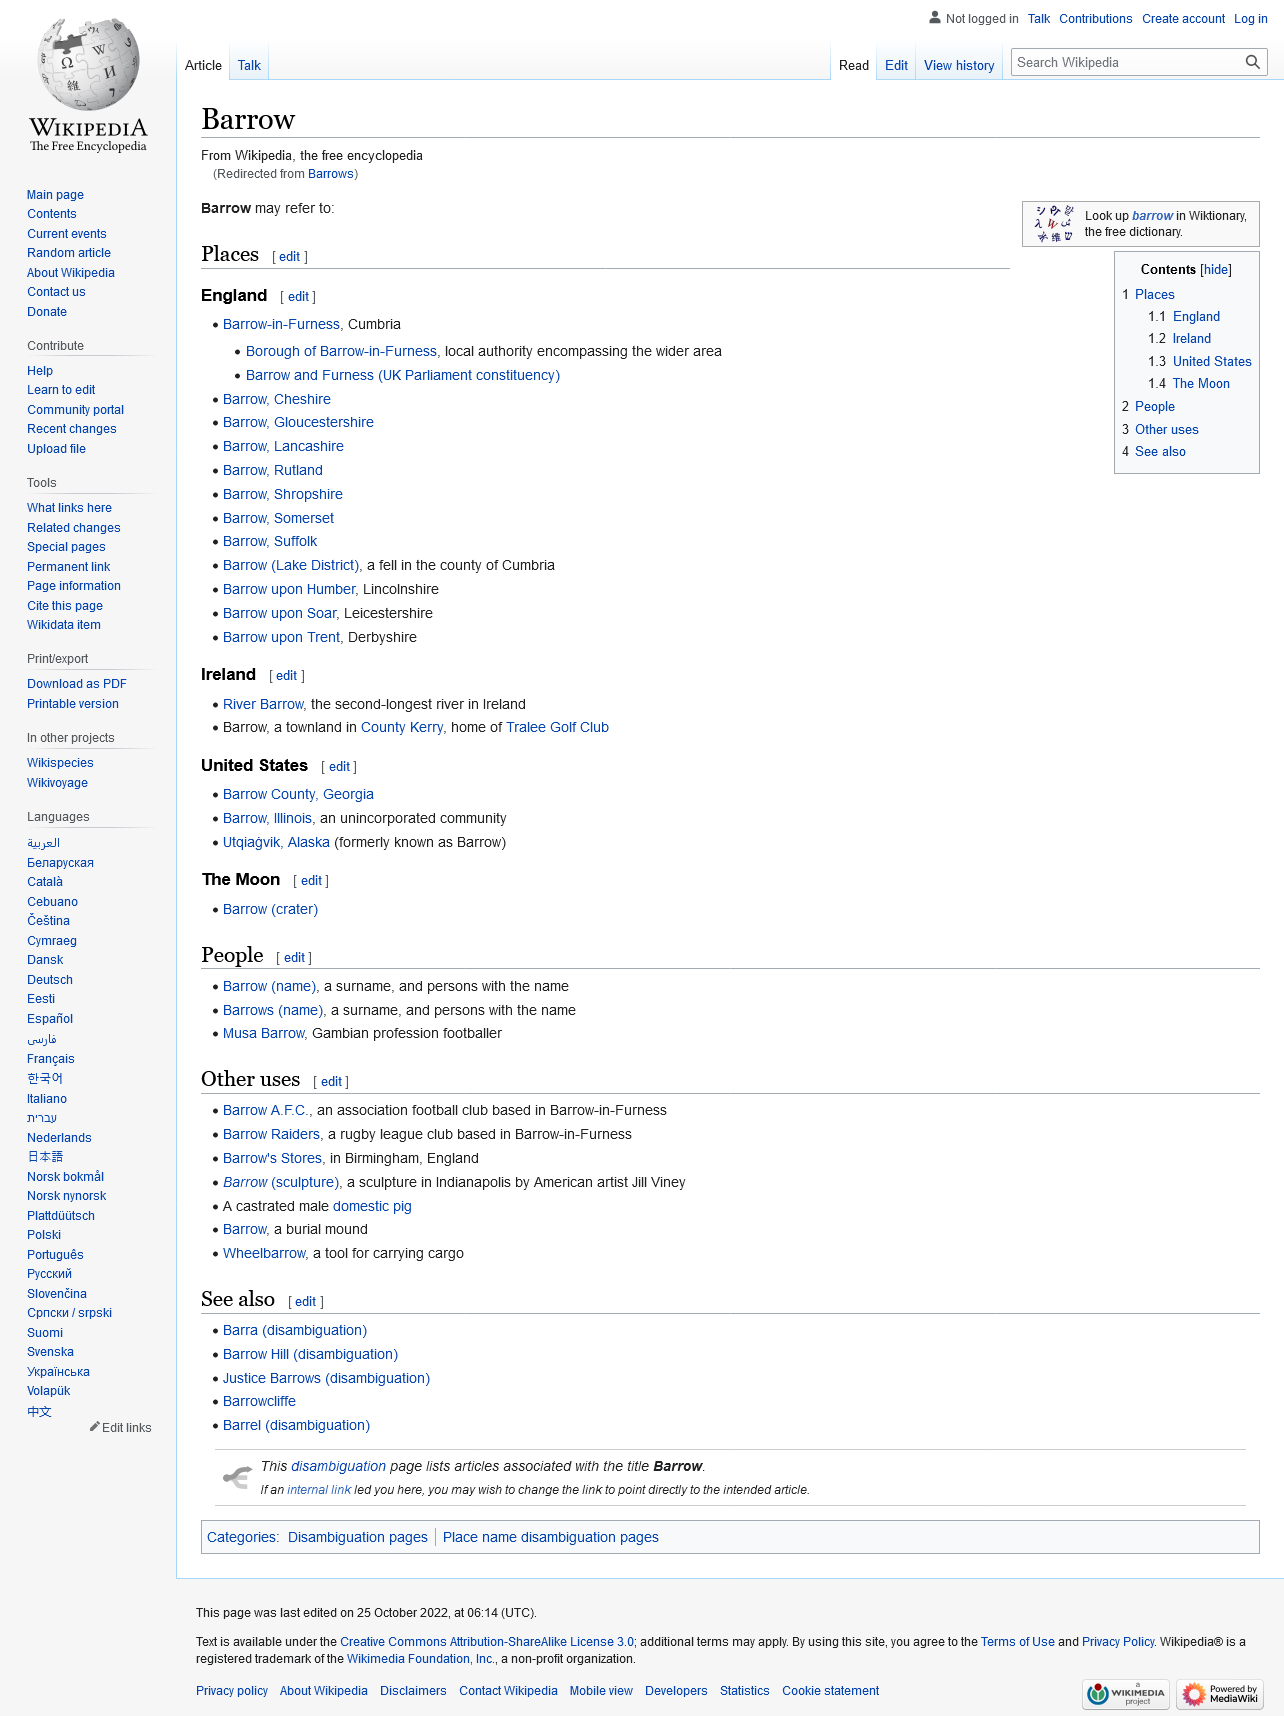 Not logged in Talk Contributions Create account Log in
Article Talk Read Edit View history Search Wikipedia
WIKIPEDIA
The Free Encyclopedia
Main page
Contents
Current events
Random article
About Wikipedia
Contact us
Donate
Contribute
Help
Learn to edit
Community portal
Recent changes
Upload file
Tools
What links here
Related changes
Special pages
Permanent link
Page information
Cite this page
Wikidata item
Print/export
Download as PDF
Printable version
In other projects
Wikispecies
Wikivoyage
Languages
العربية
Беларуская
Català
Cebuano
Čeština
Cymraeg
Dansk
Deutsch
Eesti
Español
فارسی
Français
한국어
Italiano
עברית
Nederlands
日本語
Norsk bokmål
Norsk nynorsk
Plattdüütsch
Polski
Português
Русский
Slovenčina
Српски / srpski
Suomi
Svenska
Українська
Volapük
中文
Edit links
Barrow
From Wikipedia, the free encyclopedia
(Redirected from Barrows)
Barrow may refer to:
Look up barrow in Wiktionary,
the free dictionary.
Contents [hide]
1 Places
1.1 England
1.2 Ireland
1.3 United States
1.4 The Moon
2 People
3 Other uses
4 See also
Places [ edit ]
England [ edit ]
• Barrow-in-Furness, Cumbria
• Borough of Barrow-in-Furness, local authority encompassing the wider area
• Barrow and Furness (UK Parliament constituency)
• Barrow, Cheshire
• Barrow, Gloucestershire
• Barrow, Lancashire
• Barrow, Rutland
• Barrow, Shropshire
• Barrow, Somerset
• Barrow, Suffolk
• Barrow (Lake District), a fell in the county of Cumbria
• Barrow upon Humber, Lincolnshire
• Barrow upon Soar, Leicestershire
• Barrow upon Trent, Derbyshire
Ireland [ edit ]
• River Barrow, the second-longest river in Ireland
• Barrow, a townland in County Kerry, home of Tralee Golf Club
United States [ edit ]
• Barrow County, Georgia
• Barrow, Illinois, an unincorporated community
• Utqiaġvik, Alaska (formerly known as Barrow)
The Moon [ edit ]
• Barrow (crater)
People [ edit ]
• Barrow (name), a surname, and persons with the name
• Barrows (name), a surname, and persons with the name
• Musa Barrow, Gambian profession footballer
Other uses [ edit ]
• Barrow A.F.C., an association football club based in Barrow-in-Furness
• Barrow Raiders, a rugby league club based in Barrow-in-Furness
• Barrow's Stores, in Birmingham, England
• Barrow (sculpture), a sculpture in Indianapolis by American artist Jill Viney
• A castrated male domestic pig
• Barrow, a burial mound
• Wheelbarrow, a tool for carrying cargo
See also [ edit ]
• Barra (disambiguation)
• Barrow Hill (disambiguation)
• Justice Barrows (disambiguation)
• Barrowcliffe
• Barrel (disambiguation)
This disambiguation page lists articles associated with the title Barrow.
If an internal link led you here, you may wish to change the link to point directly to the intended article.
Categories: Disambiguation pages | Place name disambiguation pages
This page was last edited on 25 October 2022, at 06:14 (UTC).
Text is available under the Creative Commons Attribution-ShareAlike License 3.0; additional terms may apply. By using this site, you agree to the Terms of Use and Privacy Policy. Wikipedia® is a
registered trademark of the Wikimedia Foundation, Inc., a non-profit organization.
Privacy policy About Wikipedia Disclaimers Contact Wikipedia Mobile view Developers Statistics Cookie statement
a
WIKIMEDIA
project
Powered by
MediaWiki